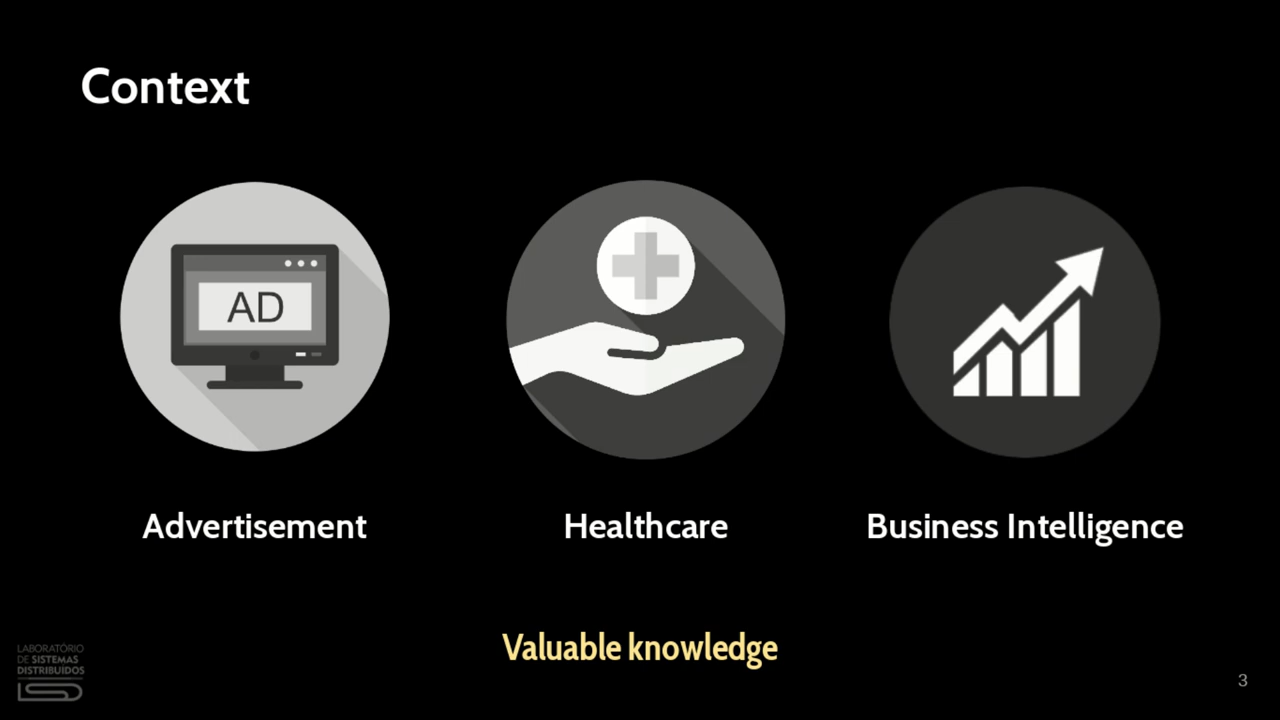 Context
AD
Advertisement
Healthcare
Business Intelligence
Valuable knowledge
LABORATÓRIO
DE SISTEMAS
DISTRIBUÍDOS
LSD
3